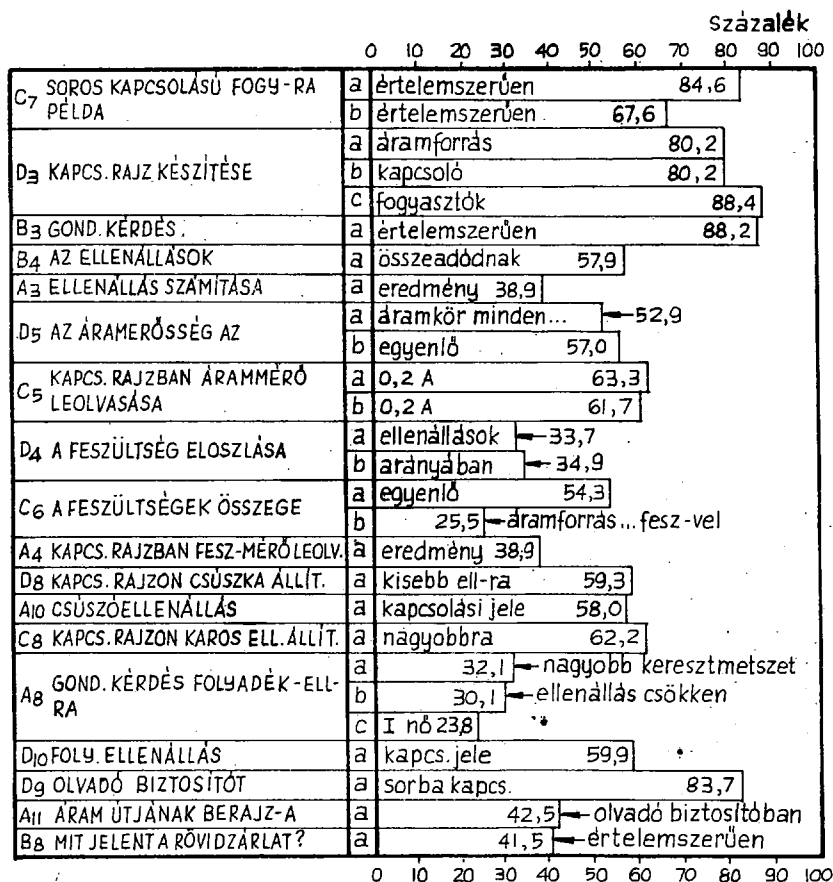 Százalék
0 10 20 30 40 50 60 70 80 90 100
C7 SOROS KAPCSOLÁSÚ FOGY-RA PÉLDA
a értelemszerűen 84,6
b értelemszerűen 67,6
D3 KAPCS. RAJZ KÉSZÍTÉSE
a áramforrás 80,2
b kapcsoló 80,2
c fogyasztók 88,4
B3 GOND. KÉRDÉS.
a értelemszerűen 88,2
B4 AZ ELLENÁLLÁSOK
a összeadódnak 57,9
A3 ELLENÁLLÁS SZÁMÍTÁSA
a eredmény 38,9
D5 AZ ÁRAMERŐSSÉG AZ
a áramkör minden... 52,9
b egyenlő 57,0
C5 KAPCS. RAJZBAN ÁRAMMÉRŐ LEOLVASÁSA
a 0,2 A 63,3
b 0,2 A 61,7
D4 A FESZÜLTSÉG ELOSZLÁSA
a ellenállások 33,7
b arányában 34,9
C6 A FESZÜLTSÉGEK ÖSSZEGE
a egyenlő 54,3
b 25,5 áramforrás...fesz-vel
A4 KAPCS. RAJZBAN FESZ-MÉRŐ LEOLV.
a eredmény 38,9
D8 KAPCS. RAJZON CSÚSZKA ÁLLÍT.
a kisebb ell-ra 59,3
A10 CSÚSZÓELLENÁLLÁS
a kapcsolási jele 58,0
C8 KAPCS. RAJZON KAROS ELL. ÁLLÍT.
a nagyobbra 62,2
A8 GOND. KÉRDÉS FOLYADÉK-ELL-RA
a 32,1 nagyobb keresztmetszet
b 30,1 ellenállás csökken
c I nő 23,8
D10 FOLY. ELLENÁLLÁS
a kapcs. jele 59,9
D9 OLVADÓ BIZTOSÍTÓT
a sorba kapcs. 83,7
A11 ÁRAM ÚTJÁNAK BERAJZ-A
a 42,5 olvadó biztosítóban
B8 MIT JELENT A RÖVIDZÁRLAT?
a 41,5 értelemszerűen
0 10 20 30 40 50 60 70 80 90 100